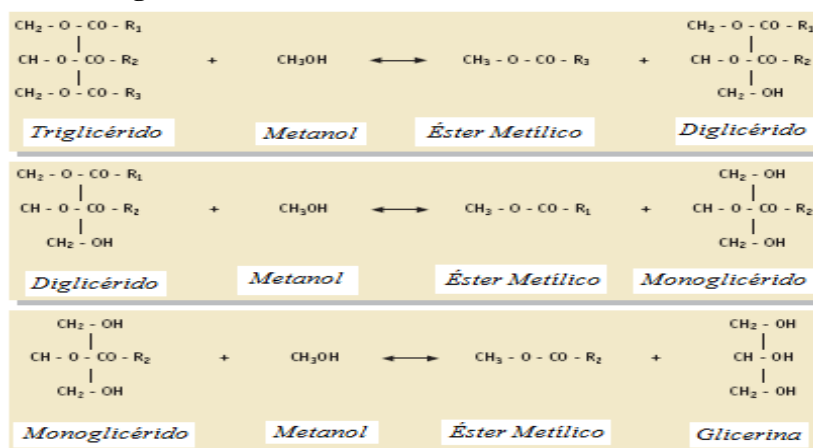 CH₂ - O - CO - R₁ CH₂ - O - CO - R₁
CH - O - CO - R₂ + CH₃OH ⟷ CH₃ - O - CO - R₃ + CH - O - CO - R₂
CH₂ - O - CO - R₃ CH₂ - OH
Triglicérido Metanol Éster Metílico Diglicérido
CH₂ - O - CO - R₁ CH₂ - OH
CH - O - CO - R₂ + CH₃OH ⟷ CH₃ - O - CO - R₁ + CH - O - CO - R₂
CH₂ - OH CH₂ - OH
Diglicérido Metanol Éster Metílico Monoglicérido
CH₂ - OH CH₂ - OH
CH - O - CO - R₂ + CH₃OH ⟷ CH₃ - O - CO - R₂ + CH - OH
CH₂ - OH CH₂ - OH
Monoglicérido Metanol Éster Metílico Glicerina